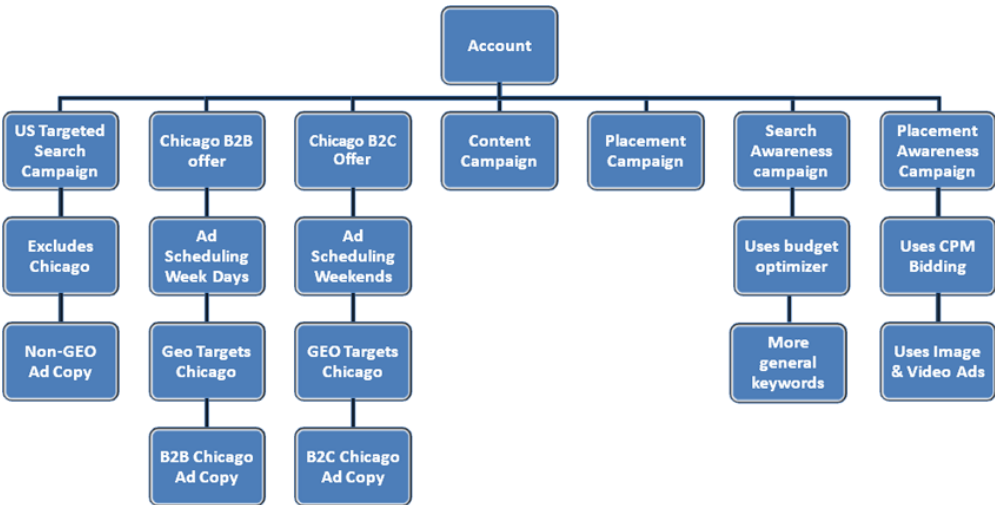 Account
US Targeted
Search
Campaign
Chicago B2B
offer
Chicago B2C
Offer
Content
Campaign
Placement
Campaign
Search
Awareness
campaign
Placement
Awareness
Campaign
Excludes
Chicago
Ad
Scheduling
Week Days
Ad
Scheduling
Weekends
Uses budget
optimizer
Uses CPM
Bidding
Non-GEO
Ad Copy
Geo Targets
Chicago
GEO Targets
Chicago
More
general
keywords
Uses Image
& Video Ads
B2B Chicago
Ad Copy
B2C Chicago
Ad Copy